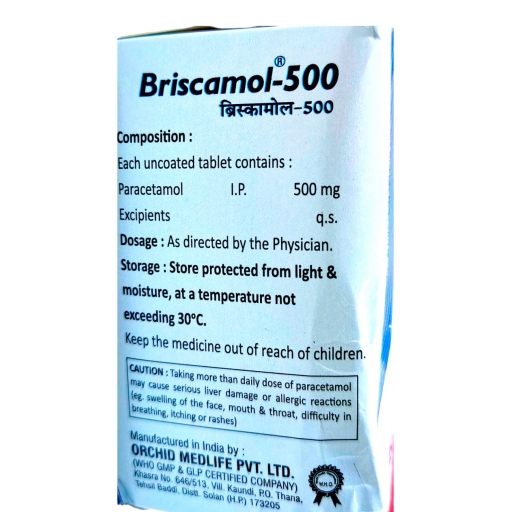 Briscamol®-500
ब्रिस्कामोल-500
Composition :
Each uncoated tablet contains :
Paracetamol I.P. 500 mg
Excipients q.s.
Dosage : As directed by the Physician.
Storage : Store protected from light &
moisture, at a temperature not
exceeding 30°C.
Keep the medicine out of reach of children.
CAUTION : Taking more than daily dose of paracetamol
may cause serious liver damage or allergic reactions
(eg. swelling of the face, mouth & throat, difficulty in
breathing, itching or rashes)
Manufactured in India by :
ORCHID MEDLIFE PVT. LTD.
(WHO GMP & GLP CERTIFIED COMPANY)
Khasra No. 646/513, Vill. Kaundi, P.O. Thana,
Tehsil Baddi, Distt. Solan (H.P.) 173205
W.H.O.